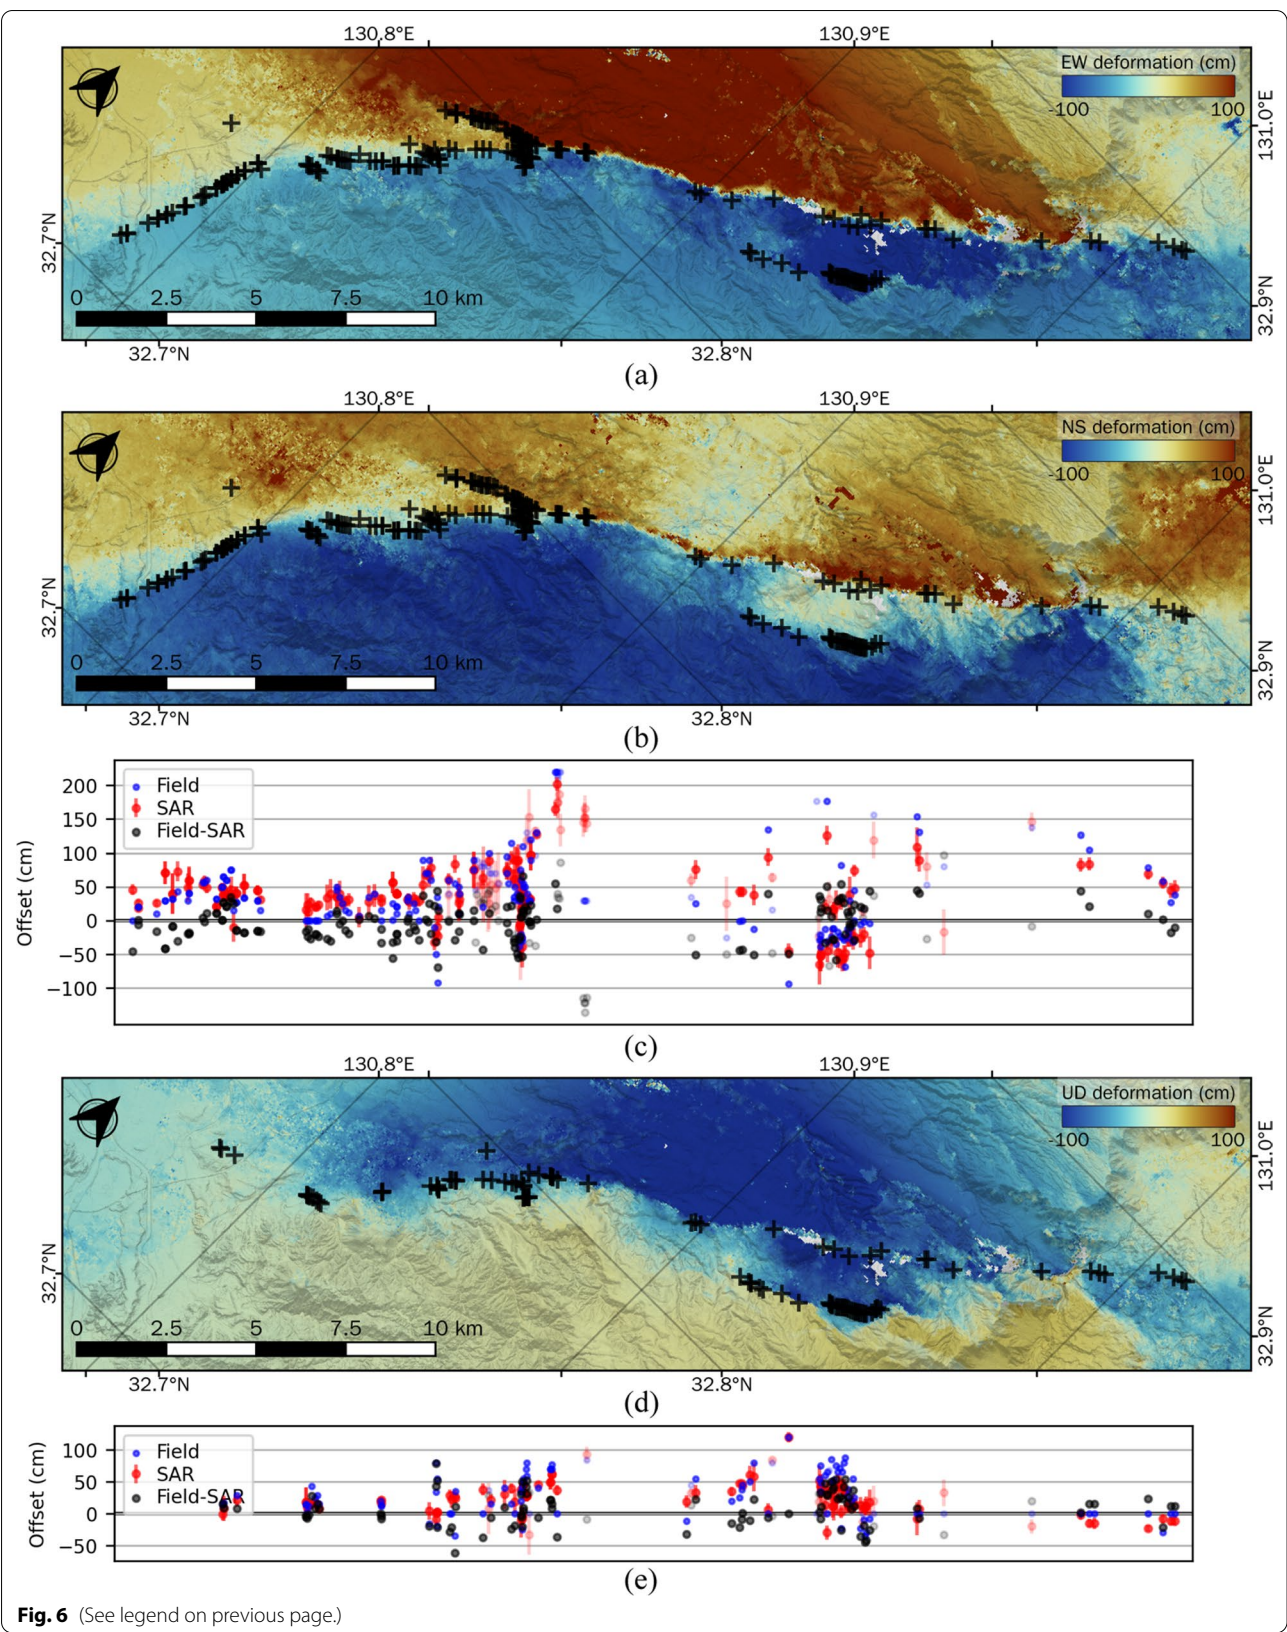 130.8°E 130.9°E
EW deformation (cm)
-100 100
131.0°E
32.7°N
0 2.5 5 7.5 10 km
32.9°N
32.7°N 32.8°N
(a)
130.8°E 130.9°E
NS deformation (cm)
-100 100
131.0°E
32.7°N
0 2.5 5 7.5 10 km
32.9°N
32.7°N 32.8°N
(b)
Offset (cm)
200
150
100
50
0
−50
−100
Field
SAR
Field-SAR
(c)
130.8°E 130.9°E
UD deformation (cm)
-100 100
131.0°E
32.7°N
0 2.5 5 7.5 10 km
32.9°N
32.7°N 32.8°N
(d)
Offset (cm)
100
50
0
−50
Field
SAR
Field-SAR
(e)
Fig. 6 (See legend on previous page.)